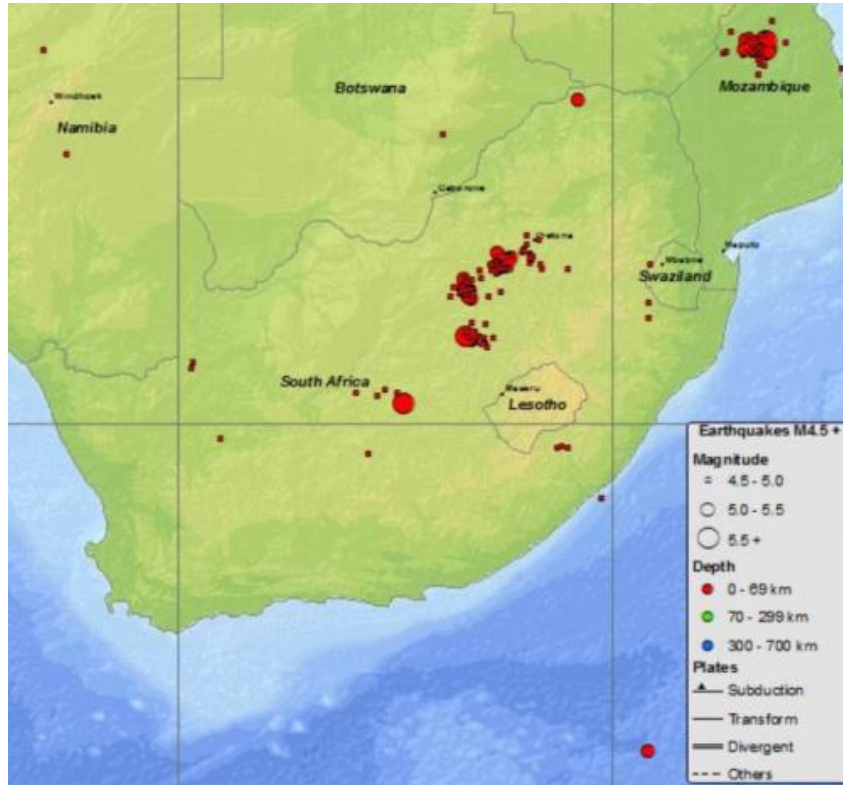 Botswana
Mozambique
Windhoek
Namibia
Gaborone
Pretoria
Maputo
Mbabne
Swaziland
South Africa
Maseru
Lesotho
Earthquakes M4.5 +
Magnitude
4.5 - 5.0
5.0 - 5.5
5.5 +
Depth
0 - 69 km
70 - 299 km
300 - 700 km
Plates
Subduction
Transform
Divergent
Others